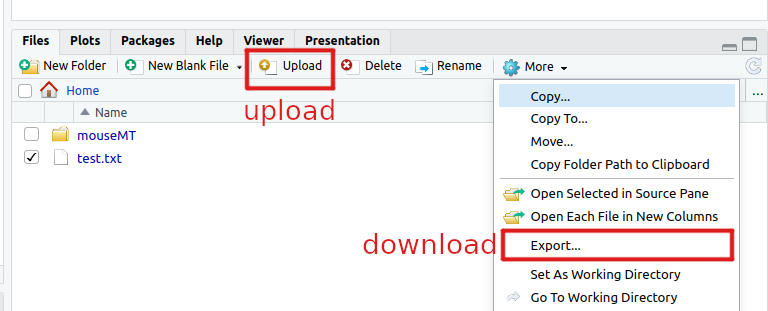 Files Plots Packages Help Viewer Presentation
New Folder New Blank File Upload Delete Rename More
Home ...
upload
Name
mouseMT
test.txt
Copy...
Copy To...
Move...
Copy Folder Path to Clipboard
Open Selected in Source Pane
Open Each File in New Columns
download
Export...
Set As Working Directory
Go To Working Directory